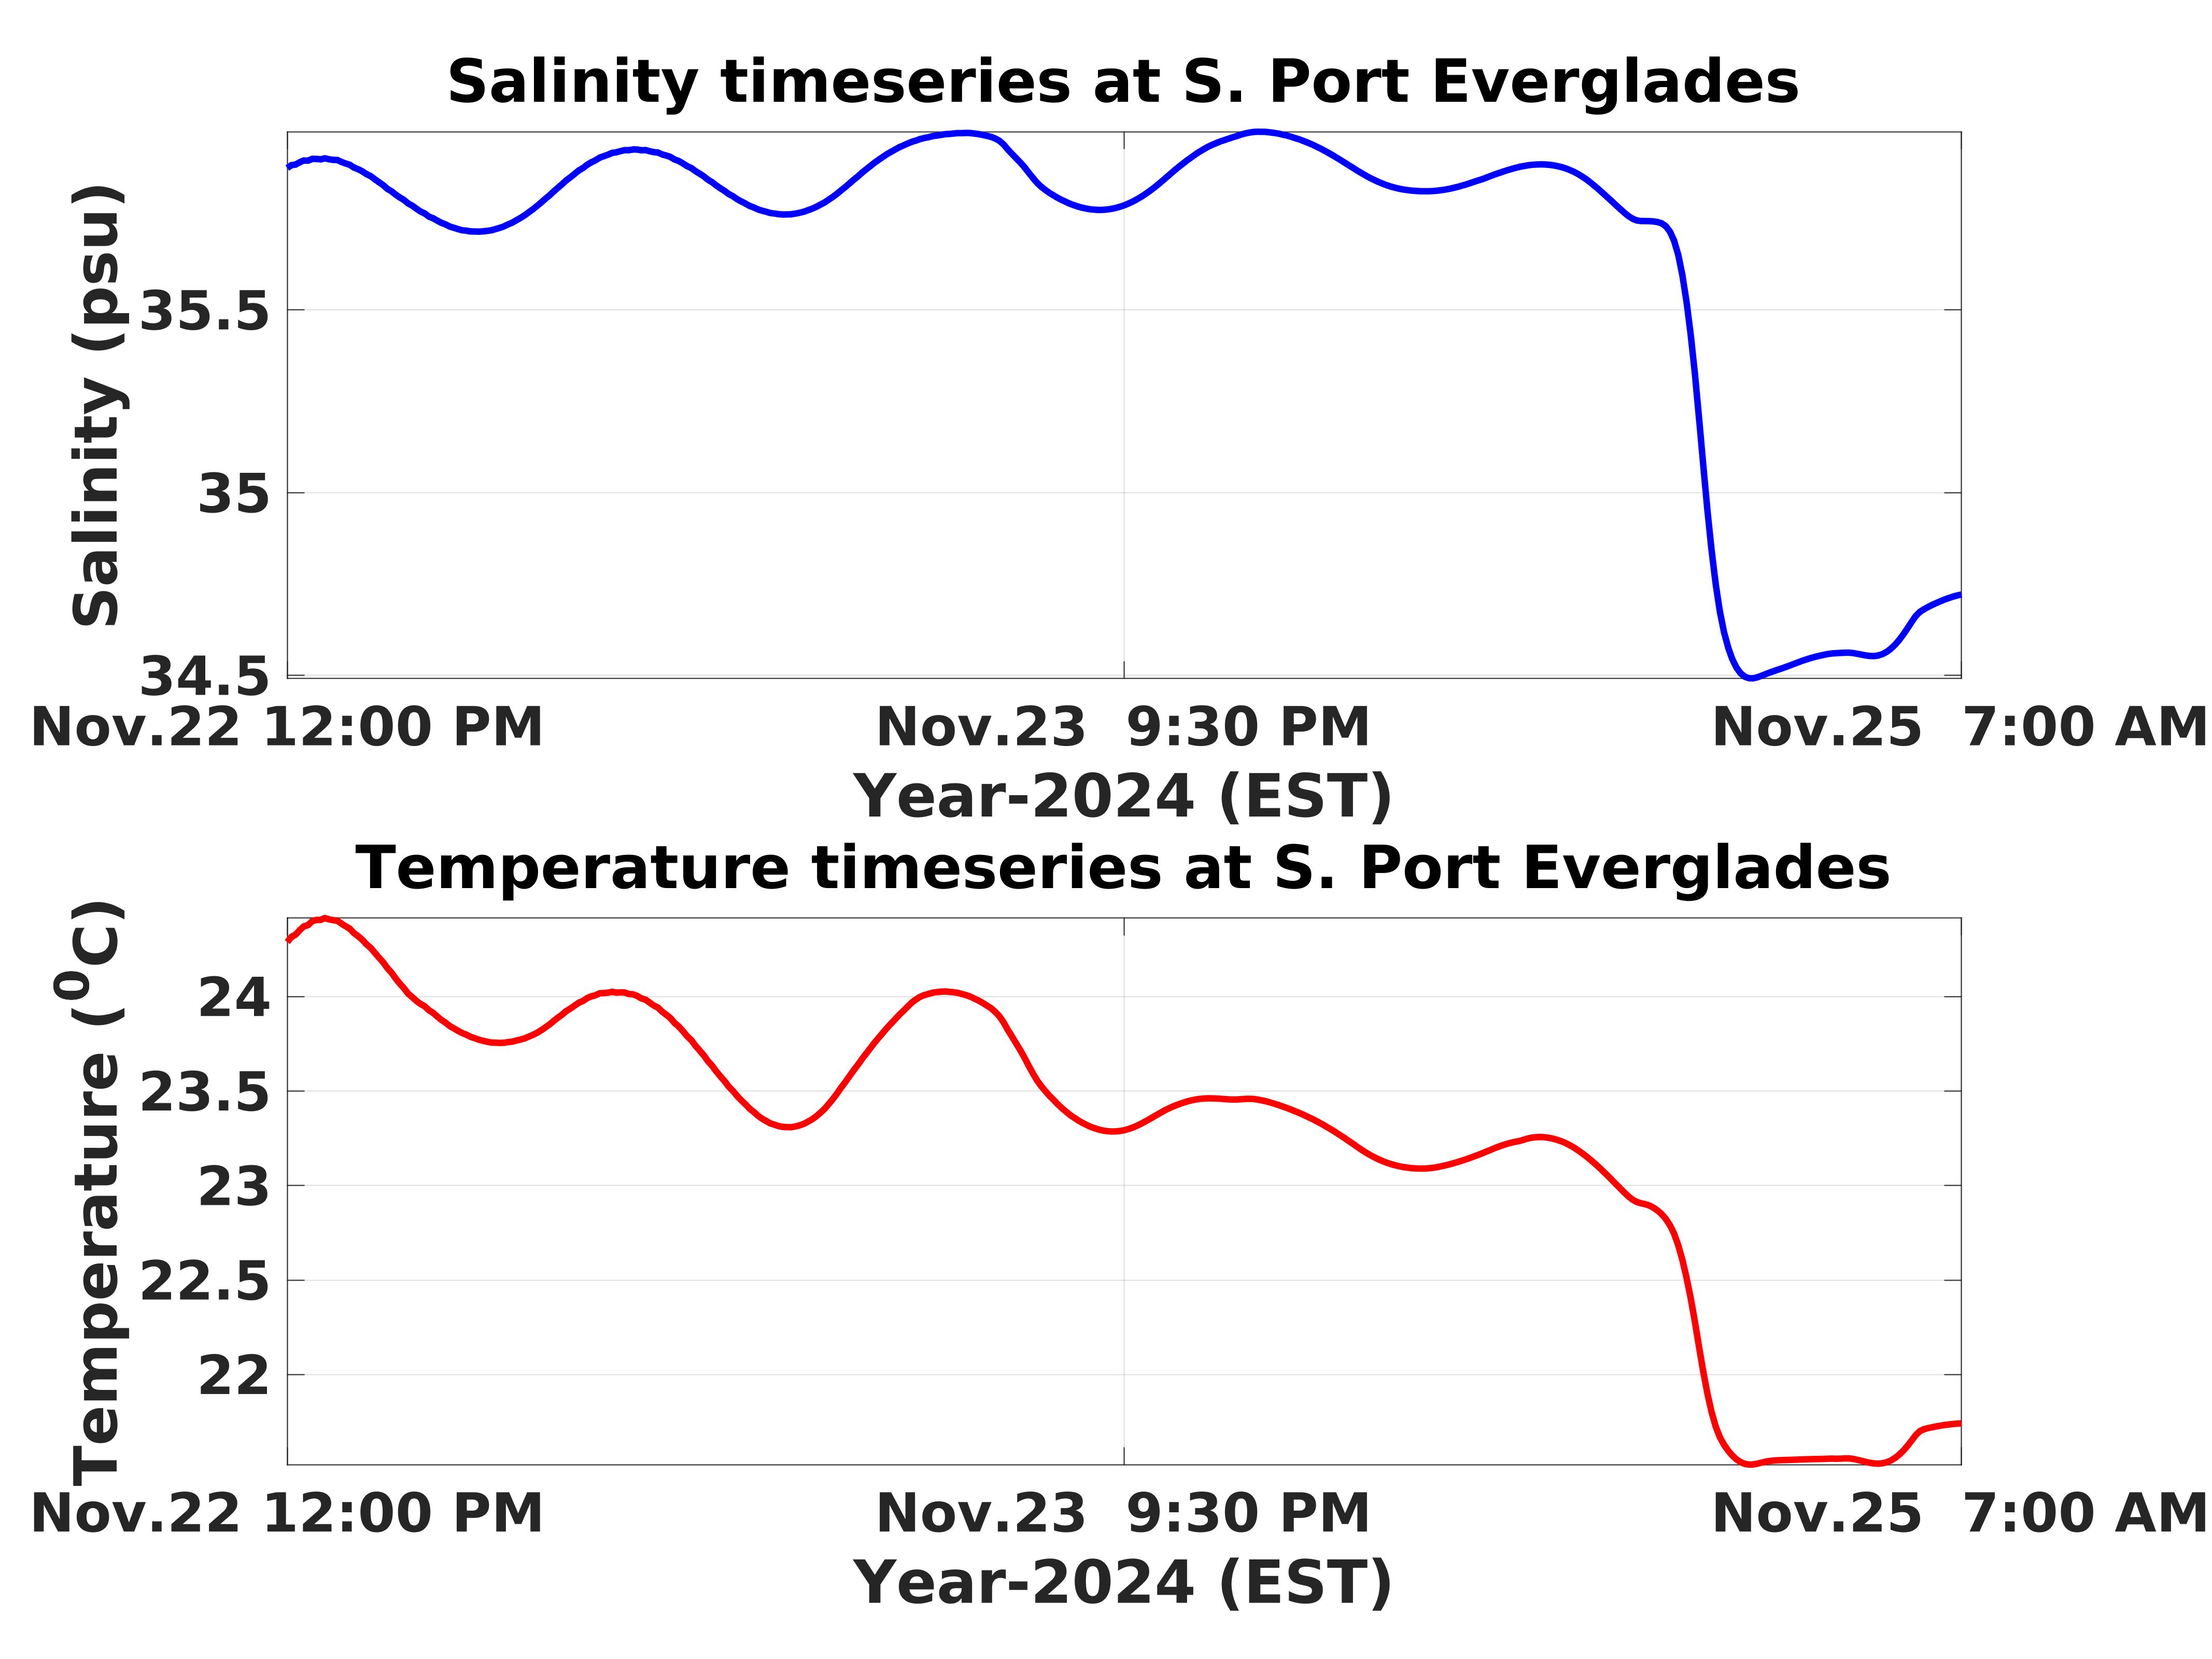 Salinity timeseries at S. Port Everglades
Salinity (psu)
35.5
35
34.5
Nov.22 12:00 PM Nov.23 9:30 PM Nov.25 7:00 AM
Year-2024 (EST)
Temperature timeseries at S. Port Everglades
Temperature (⁰C)
24
23.5
23
22.5
22
Nov.22 12:00 PM Nov.23 9:30 PM Nov.25 7:00 AM
Year-2024 (EST)